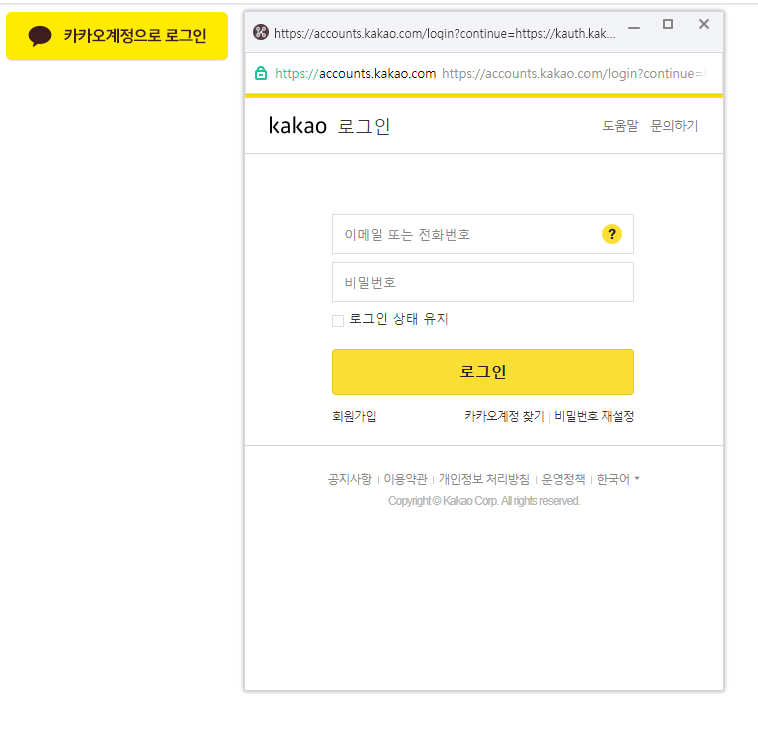 카카오계정으로 로그인
https://accounts.kakao.com/login?continue=https://kauth.kak...
https://accounts.kakao.com https://accounts.kakao.com/login?continue=
kakao 로그인 도움말 문의하기
이메일 또는 전화번호 ?
비밀번호
로그인 상태 유지
로그인
회원가입 카카오계정 찾기 | 비밀번호 재설정
공지사항 | 이용약관 | 개인정보 처리방침 | 운영정책 | 한국어
Copyright © Kakao Corp. All rights reserved.